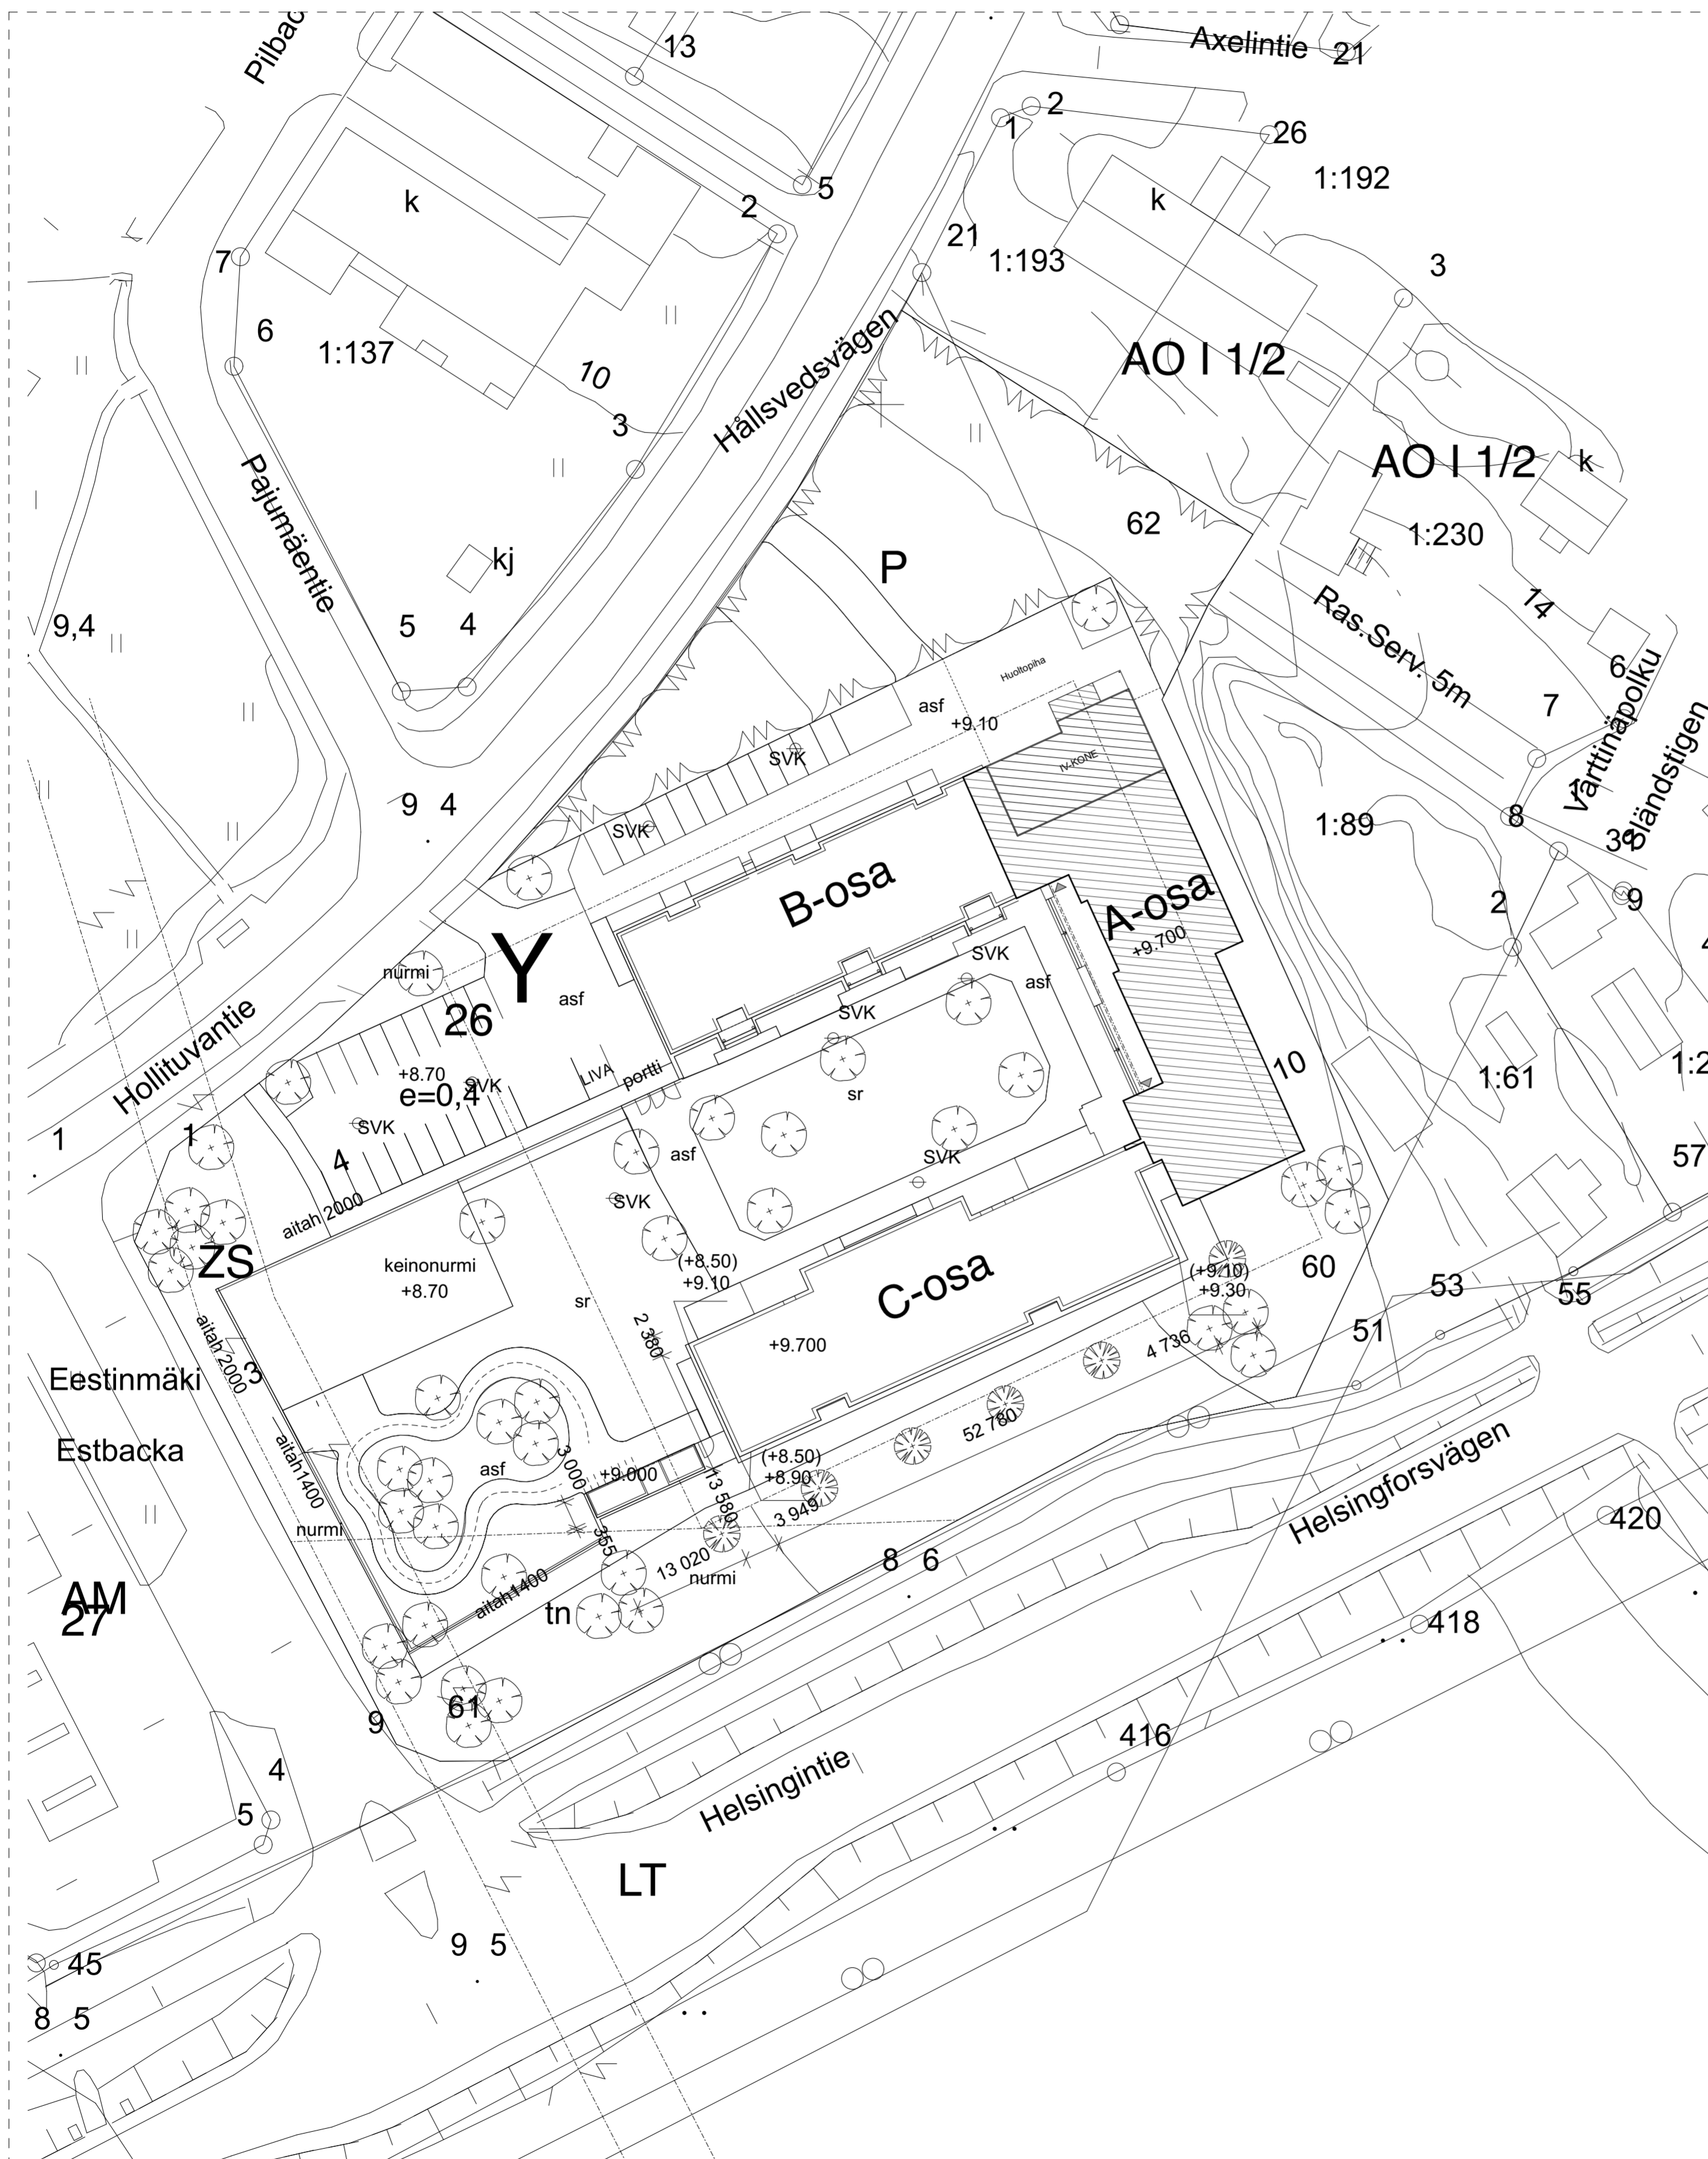 Pilbac
13
Axelintie
21
2
1
26
1:192
k
k
5
2
21
7
1:193
3
6
1:137
10
AO I 1/2
3
Hållsvedsvägen
AO I 1/2
k
Pajumäentie
62
1:230
kj
P
Ras.Serv. 5m
14
9,4
5
4
6
Huoltopiha
7
asf
+9.10
Värttinäpolku
Sländstigen
SVK
IV-KONE
9 4
SVK
8
1:89
B-osa
A-osa
2
9
+9.700
Y
nurmi
SVK
asf
asf
26
SVK
Hollituvantie
+8.70
SVK
LIVA
portti
10
1:61
e=0,4
sr
SVK
1
1
4
asf
SVK
57
aitah 2000
SVK
ZS
keinonurmi
+8.70
(+8.50)
+9.10
C-osa
60
(+9.10)
+9.30
53
55
sr
2 380
51
aitah 2000
+9.700
4 736
Eestinmäki
3
52 780
Estbacka
aitah1400
asf
3 000
+9.000
(+8.50)
+8.90
13 580
3 949
Helsingforsvägen
420
nurmi
355
13 020
nurmi
8 6
AM
27
aitah1400
tn
418
61
9
416
4
Helsingintie
5
LT
9 5
45
8 5